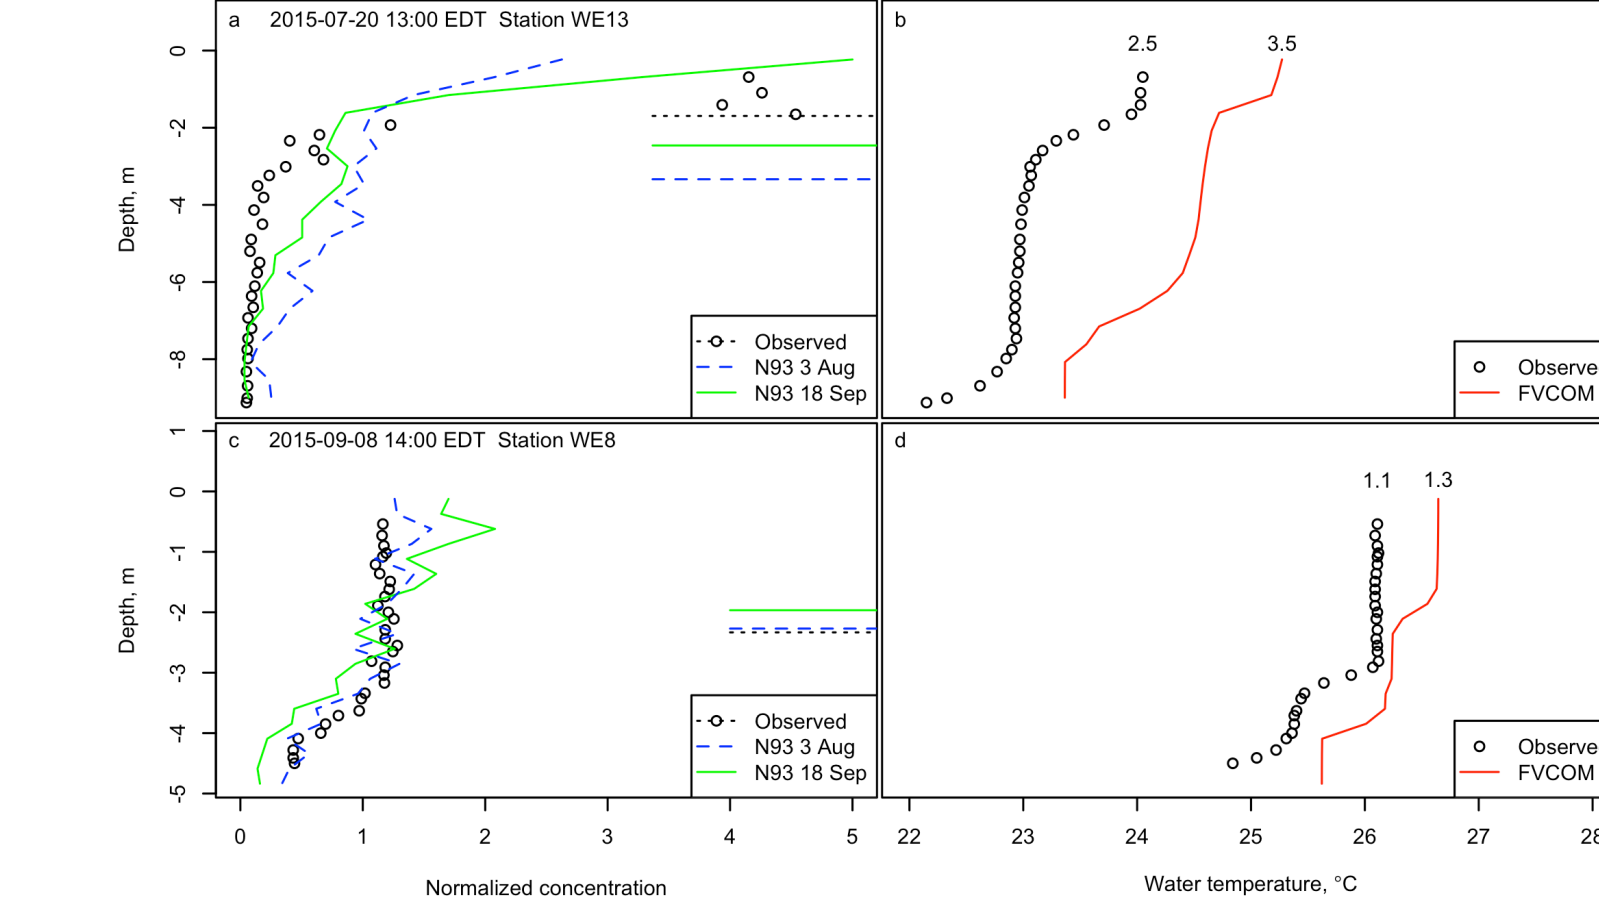 a 2015-07-20 13:00 EDT Station WE13
0
-2
-4
-6
-8
Depth, m
Observed
N93 3 Aug
N93 18 Sep
b
2.5 3.5
Observe
FVCOM
c 2015-09-08 14:00 EDT Station WE8
1
0
-1
-2
-3
-4
-5
Depth, m
Observed
N93 3 Aug
N93 18 Sep
0 1 2 3 4 5
Normalized concentration
d
1.1 1.3
Observe
FVCOM
22 23 24 25 26 27 28
Water temperature, °C